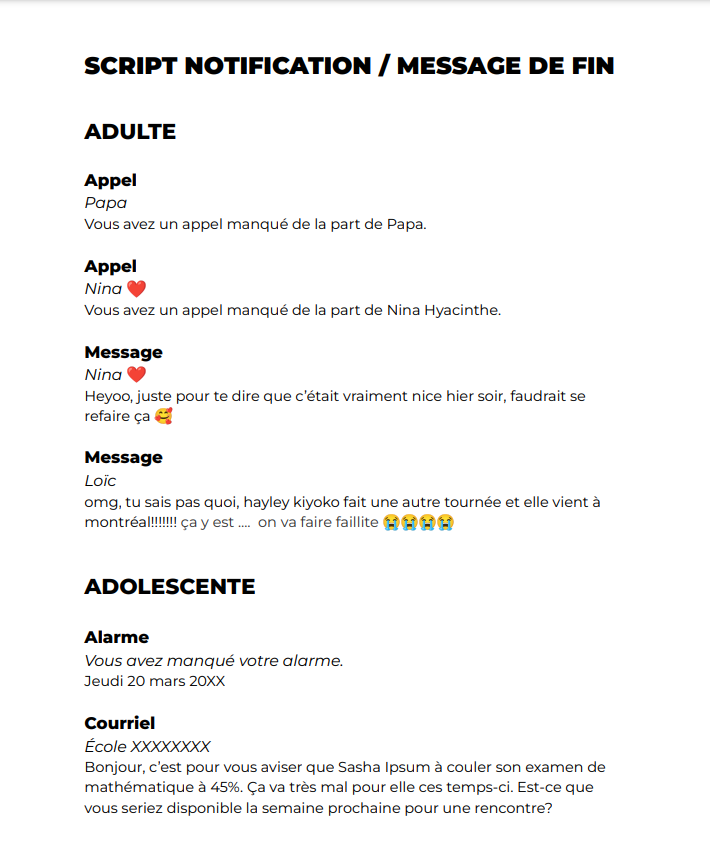 SCRIPT NOTIFICATION / MESSAGE DE FIN
ADULTE
Appel
Papa
Vous avez un appel manqué de la part de Papa.
Appel
Nina ❤️
Vous avez un appel manqué de la part de Nina Hyacinthe.
Message
Nina ❤️
Heyoo, juste pour te dire que c’était vraiment nice hier soir, faudrait se
refaire ça 🥰
Message
Loïc
omg, tu sais pas quoi, hayley kiyoko fait une autre tournée et elle vient à
montréal!!!!!!! ça y est .... on va faire faillite 😭😭😭😭
ADOLESCENTE
Alarme
Vous avez manqué votre alarme.
Jeudi 20 mars 20XX
Courriel
École XXXXXXXX
Bonjour, c’est pour vous aviser que Sasha Ipsum à couler son examen de
mathématique à 45%. Ça va très mal pour elle ces temps-ci. Est-ce que
vous seriez disponible la semaine prochaine pour une rencontre?